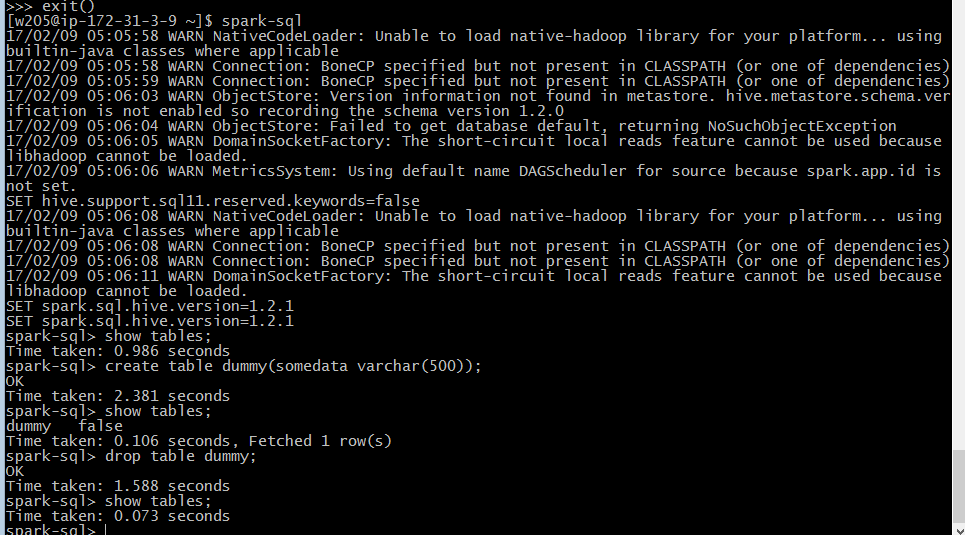 >>> exit()
[w205@ip-172-31-3-9 ~]$ spark-sql
17/02/09 05:05:58 WARN NativeCodeLoader: Unable to load native-hadoop library for your platform... using
builtin-java classes where applicable
17/02/09 05:05:58 WARN Connection: BoneCP specified but not present in CLASSPATH (or one of dependencies)
17/02/09 05:05:59 WARN Connection: BoneCP specified but not present in CLASSPATH (or one of dependencies)
17/02/09 05:06:03 WARN ObjectStore: Version information not found in metastore. hive.metastore.schema.ver
ification is not enabled so recording the schema version 1.2.0
17/02/09 05:06:04 WARN ObjectStore: Failed to get database default, returning NoSuchObjectException
17/02/09 05:06:05 WARN DomainSocketFactory: The short-circuit local reads feature cannot be used because
libhadoop cannot be loaded.
17/02/09 05:06:06 WARN MetricsSystem: Using default name DAGScheduler for source because spark.app.id is
not set.
SET hive.support.sql11.reserved.keywords=false
17/02/09 05:06:08 WARN NativeCodeLoader: Unable to load native-hadoop library for your platform... using
builtin-java classes where applicable
17/02/09 05:06:08 WARN Connection: BoneCP specified but not present in CLASSPATH (or one of dependencies)
17/02/09 05:06:08 WARN Connection: BoneCP specified but not present in CLASSPATH (or one of dependencies)
17/02/09 05:06:11 WARN DomainSocketFactory: The short-circuit local reads feature cannot be used because
libhadoop cannot be loaded.
SET spark.sql.hive.version=1.2.1
SET spark.sql.hive.version=1.2.1
spark-sql> show tables;
Time taken: 0.986 seconds
spark-sql> create table dummy(somedata varchar(500));
OK
Time taken: 2.381 seconds
spark-sql> show tables;
dummy   false
Time taken: 0.106 seconds, Fetched 1 row(s)
spark-sql> drop table dummy;
OK
Time taken: 1.588 seconds
spark-sql> show tables;
Time taken: 0.073 seconds
spark-sql>